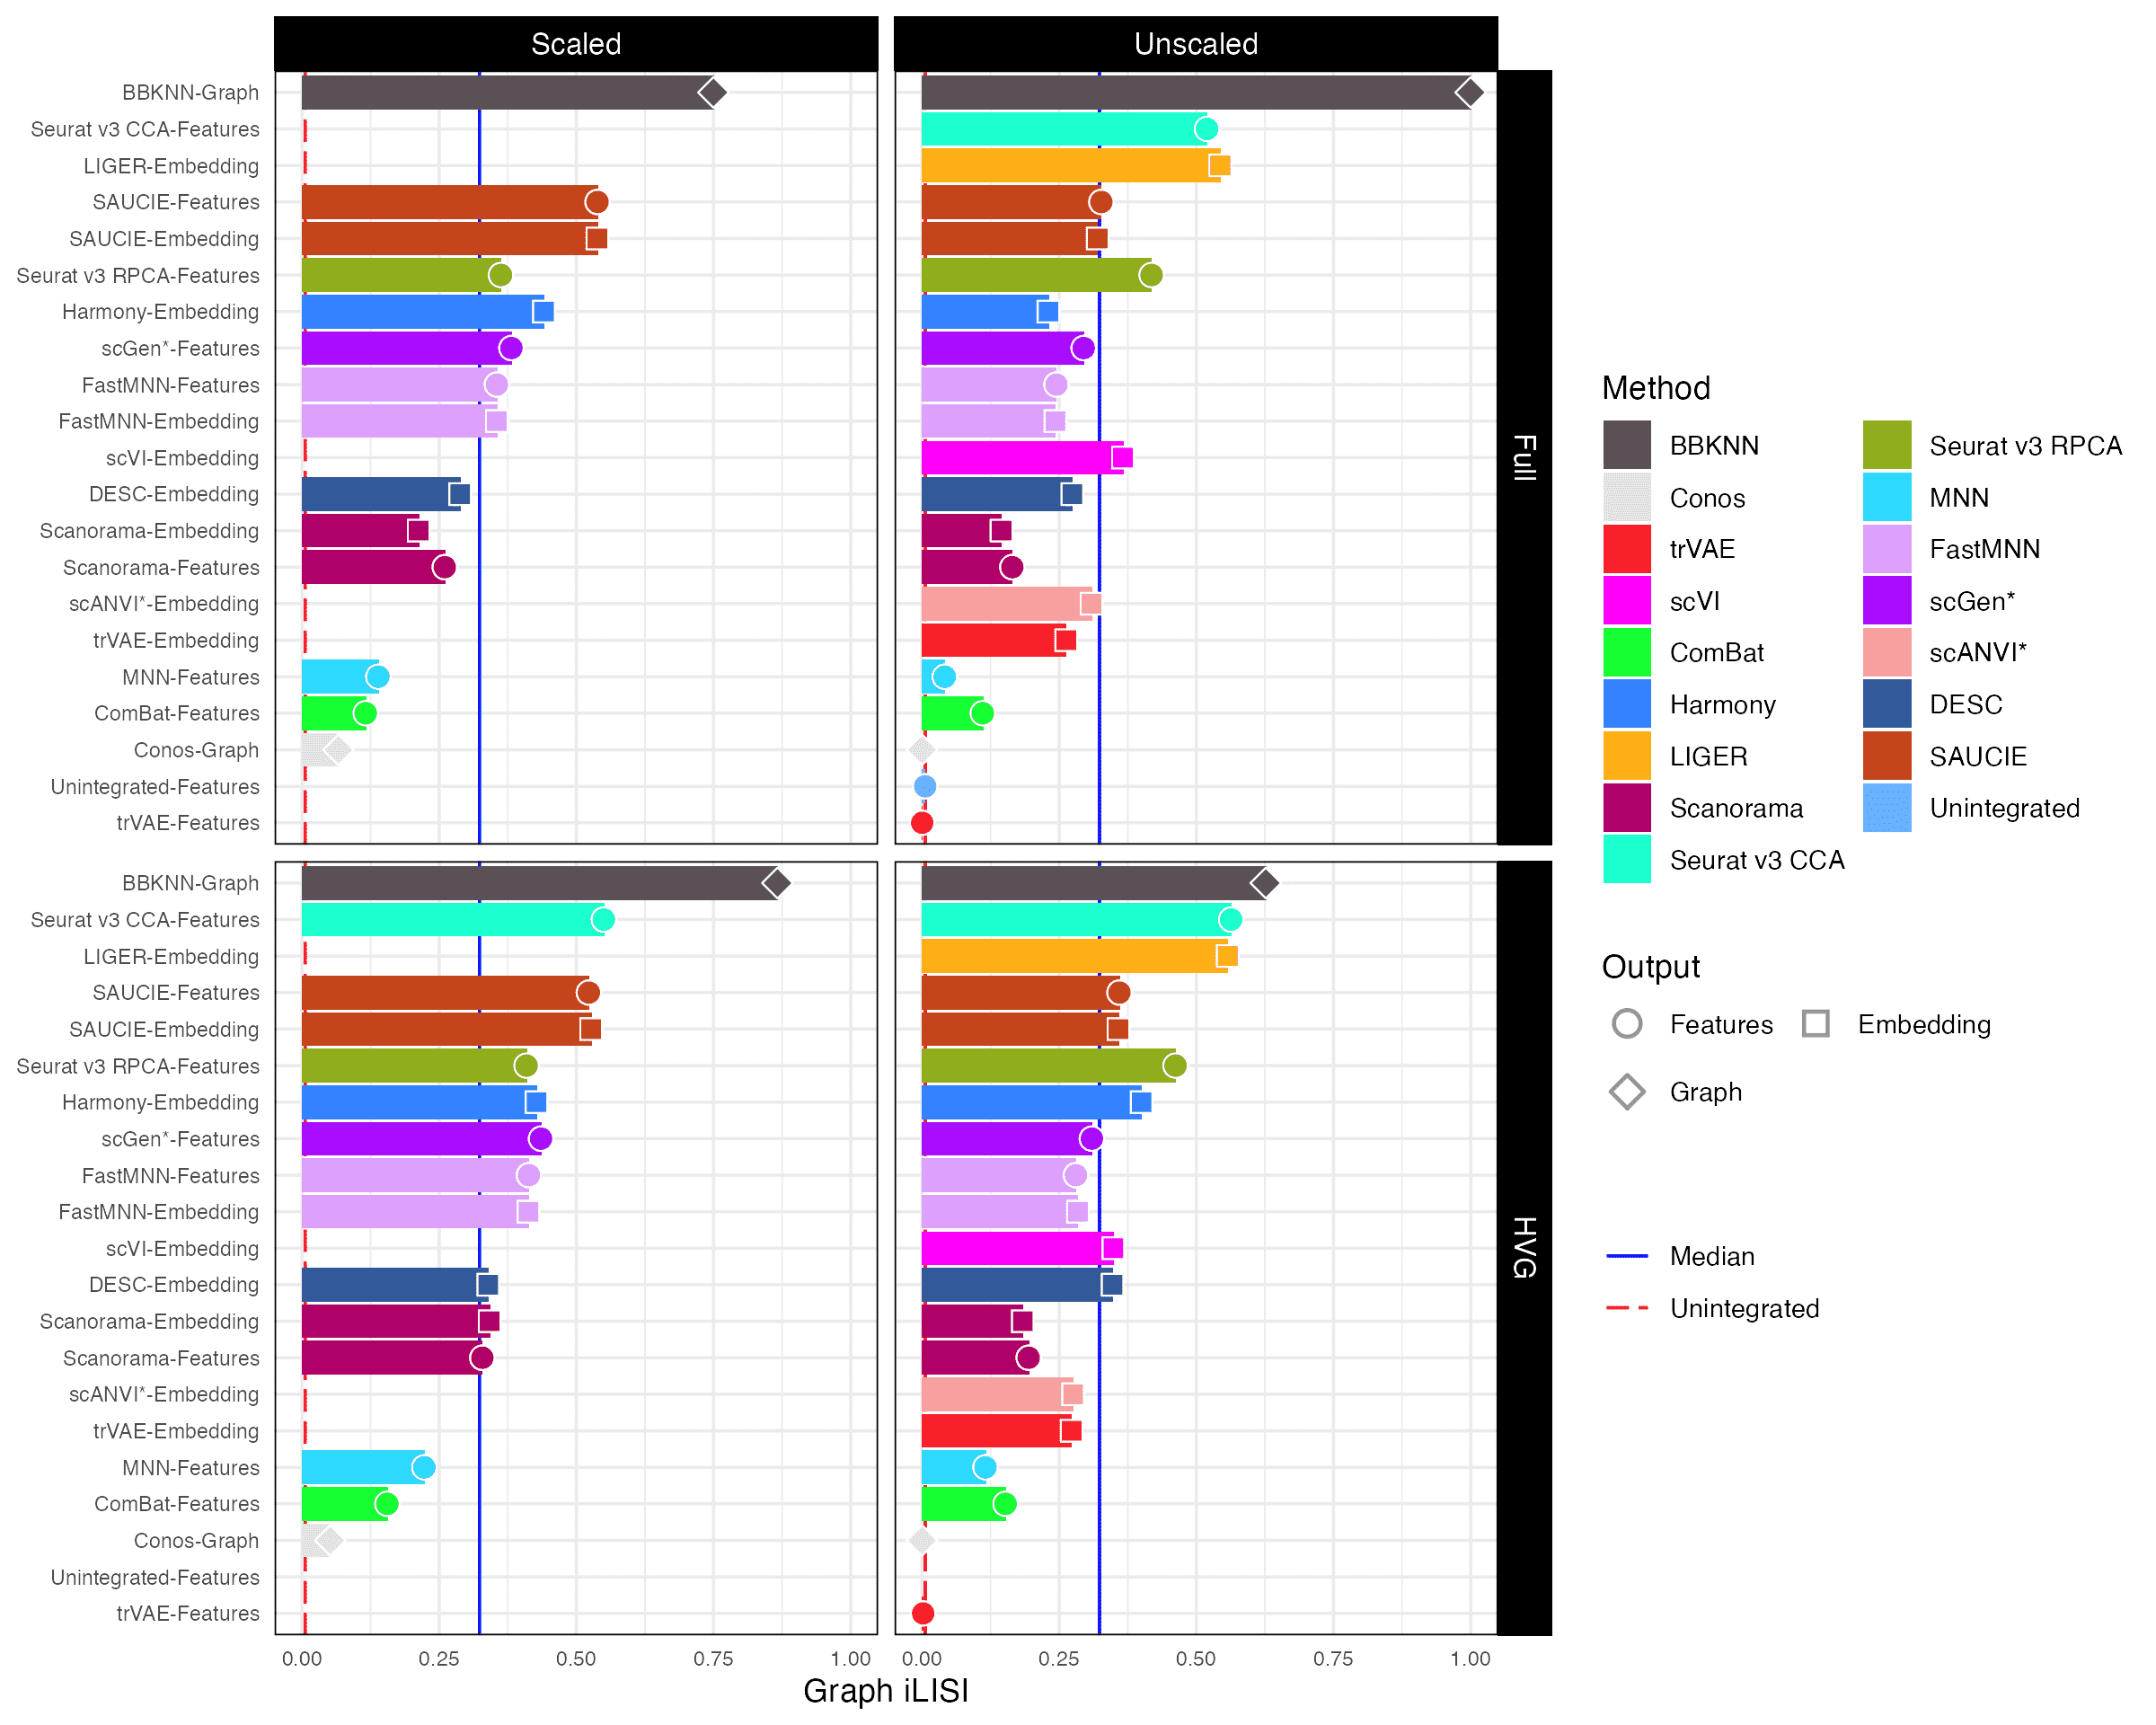 Scaled
Unscaled
BBKNN-Graph
Seurat v3 CCA-Features
LIGER-Embedding
SAUCIE-Features
SAUCIE-Embedding
Seurat v3 RPCA-Features
Harmony-Embedding
scGen*-Features
FastMNN-Features
FastMNN-Embedding
scVI-Embedding
DESC-Embedding
Scanorama-Embedding
Scanorama-Features
scANVI*-Embedding
trVAE-Embedding
MNN-Features
ComBat-Features
Conos-Graph
Unintegrated-Features
trVAE-Features
Full
BBKNN-Graph
Seurat v3 CCA-Features
LIGER-Embedding
SAUCIE-Features
SAUCIE-Embedding
Seurat v3 RPCA-Features
Harmony-Embedding
scGen*-Features
FastMNN-Features
FastMNN-Embedding
scVI-Embedding
DESC-Embedding
Scanorama-Embedding
Scanorama-Features
scANVI*-Embedding
trVAE-Embedding
MNN-Features
ComBat-Features
Conos-Graph
Unintegrated-Features
trVAE-Features
HVG
0.00 0.25 0.50 0.75 1.00
0.00 0.25 0.50 0.75 1.00
Graph iLISI
Method
BBKNN
Conos
trVAE
scVI
ComBat
Harmony
LIGER
Scanorama
Seurat v3 CCA
Seurat v3 RPCA
MNN
FastMNN
scGen*
scANVI*
DESC
SAUCIE
Unintegrated
Output
Features
Embedding
Graph
Median
Unintegrated